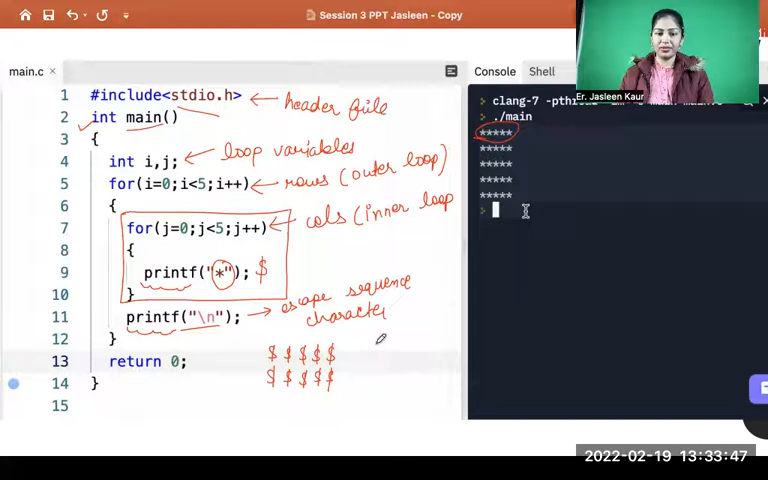 Session 3 PPT Jasleen - Copy
main.c ×
Console Shell
Er. Jasleen Kaur
1 #include<stdio.h> ← header file
2 int main()
3 {
4 int i,j; ← loop variables
5 for(i=0;i<5;i++) ← rows (outer loop)
6 {
7 for(j=0;j<5;j++) ← cols (inner loop
8 {
9 printf("*"); $
10 }
11 printf("\n"); → escape sequence
character
12 }
13 return 0;
14 }
15
$ $ $ $ $
$ $ $ $ $
clang-7
./main
*****
*****
*****
*****
*****
2022-02-19 13:33:47